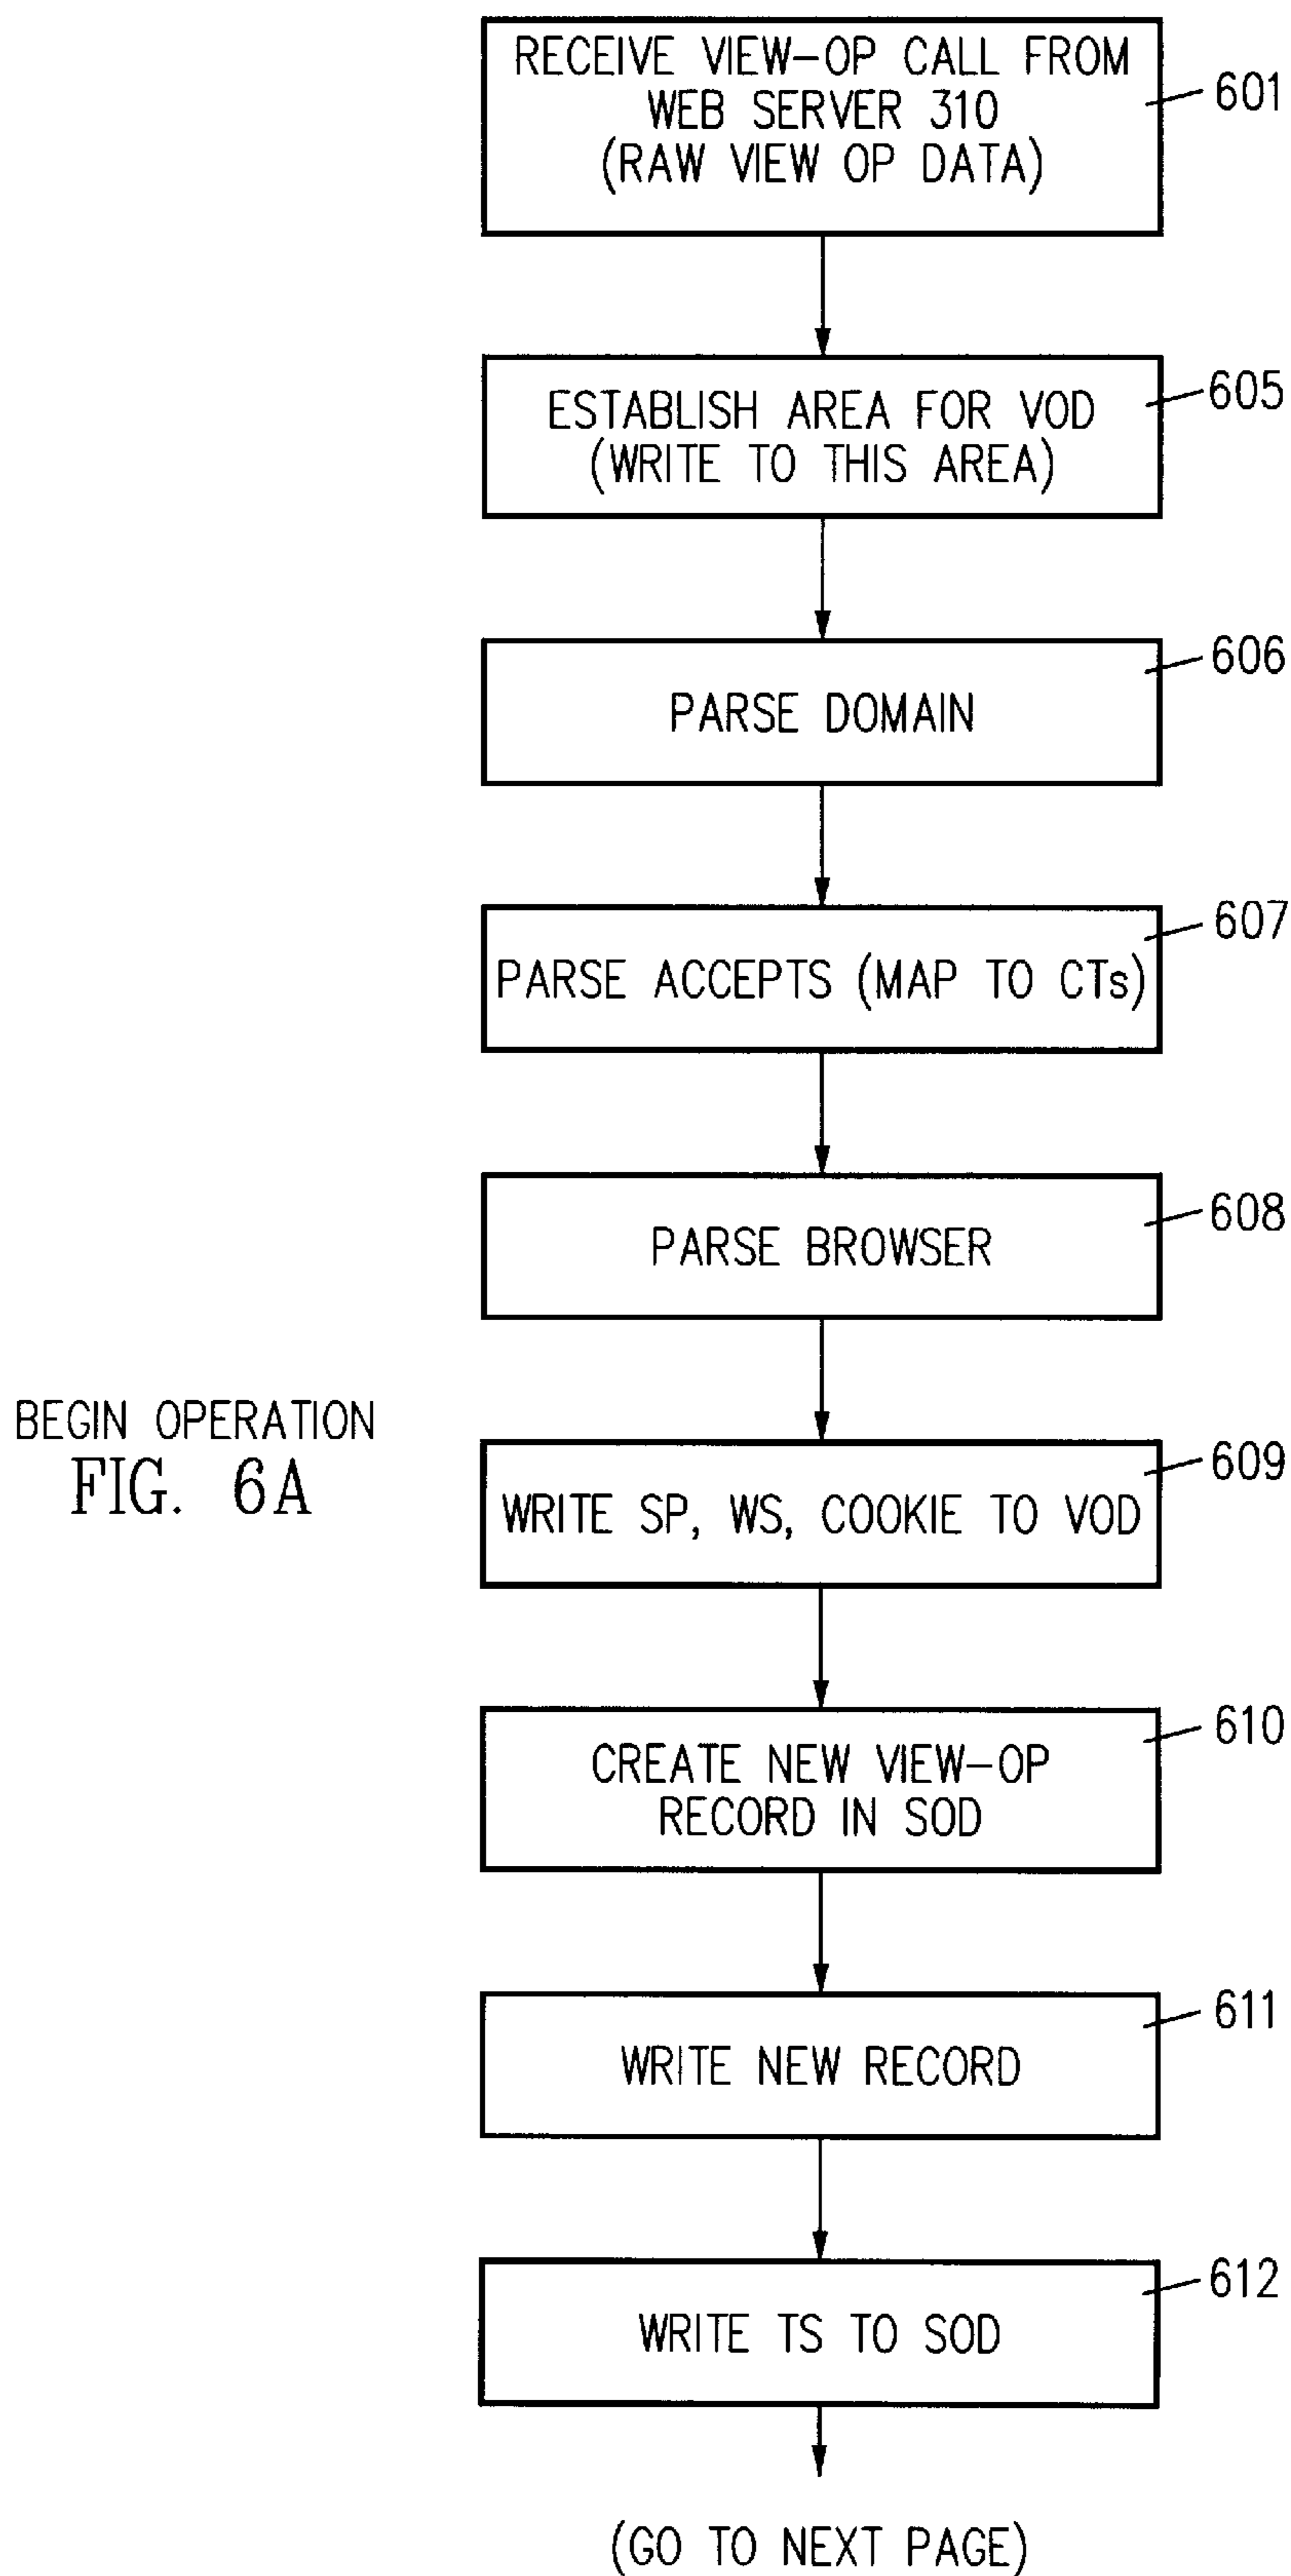 RECEIVE VIEW-OP CALL FROM
WEB SERVER 310
(RAW VIEW OP DATA)
601
ESTABLISH AREA FOR VOD
(WRITE TO THIS AREA)
605
PARSE DOMAIN
606
PARSE ACCEPTS (MAP TO CTs)
607
PARSE BROWSER
608
BEGIN OPERATION
FIG. 6A
WRITE SP, WS, COOKIE TO VOD
609
CREATE NEW VIEW-OP
RECORD IN SOD
610
WRITE NEW RECORD
611
WRITE TS TO SOD
612
(GO TO NEXT PAGE)